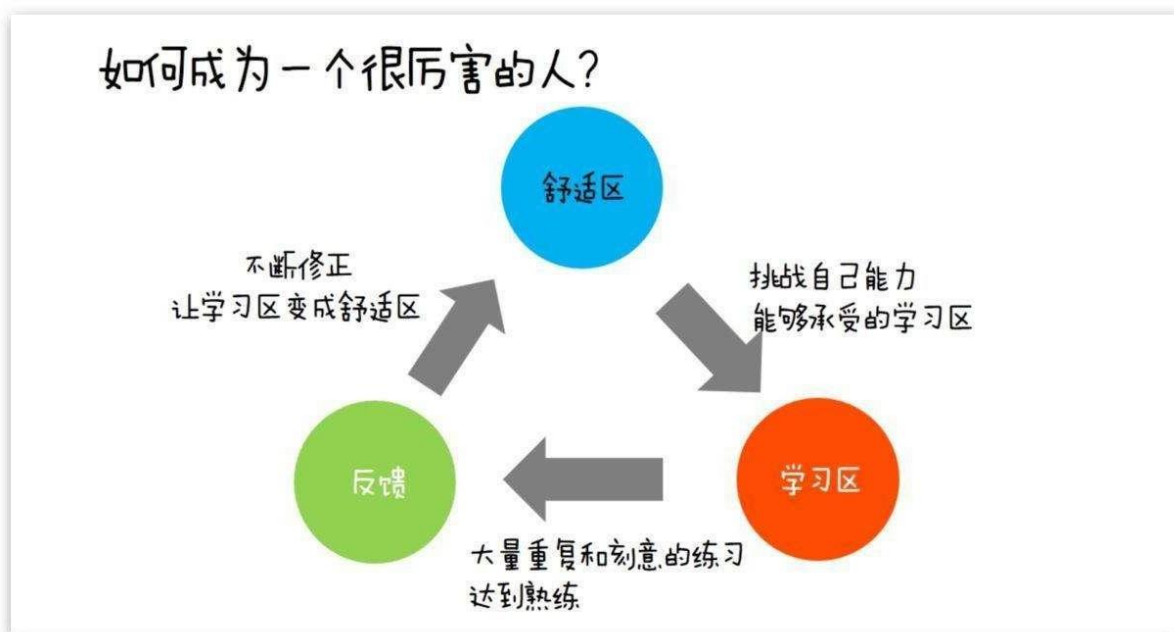 如何成为一个很厉害的人?
舒适区
不断修正
让学习区变成舒适区
挑战自己能力
能够承受的学习区
反馈
学习区
大量重复和刻意的练习
达到熟练